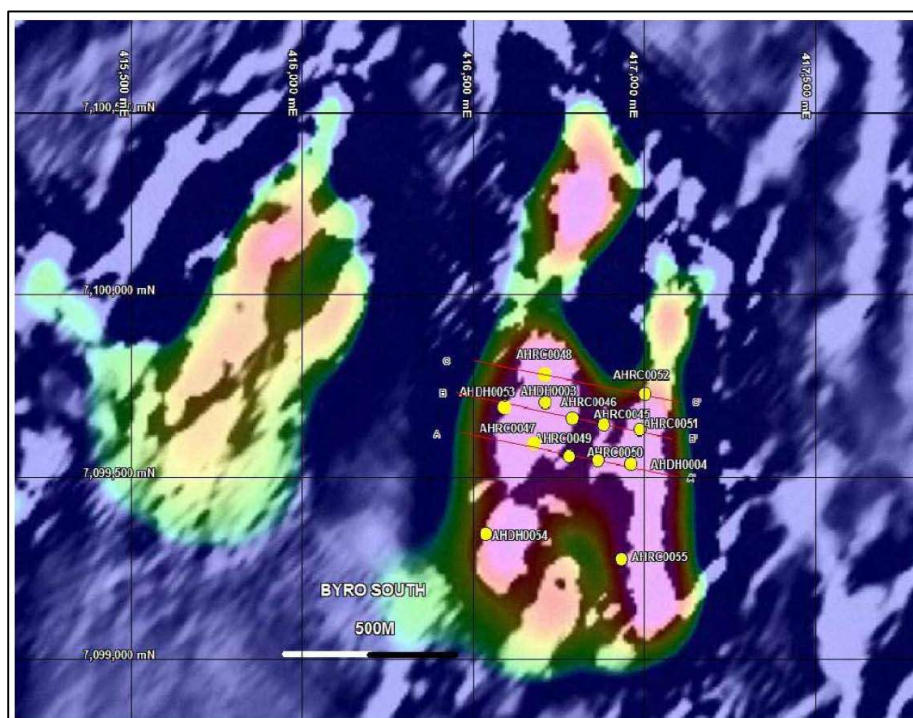 415,500 mE
416,000 mE
416,500 mE
417,000 mE
417,500 mE
7,100,500 mN
7,100,000 mN
AHRC0048
C
AHRC0052
B
AHDH0053
AHDH0003
AHRC0046
C'
AHRC0045
AHRC0051
A
AHRC0047
AHRC0049
B'
AHRC0050
AHDH0004
A'
7,099,500 mN
AHDH0054
AHRC0055
BYRO SOUTH
500M
7,099,000 mN